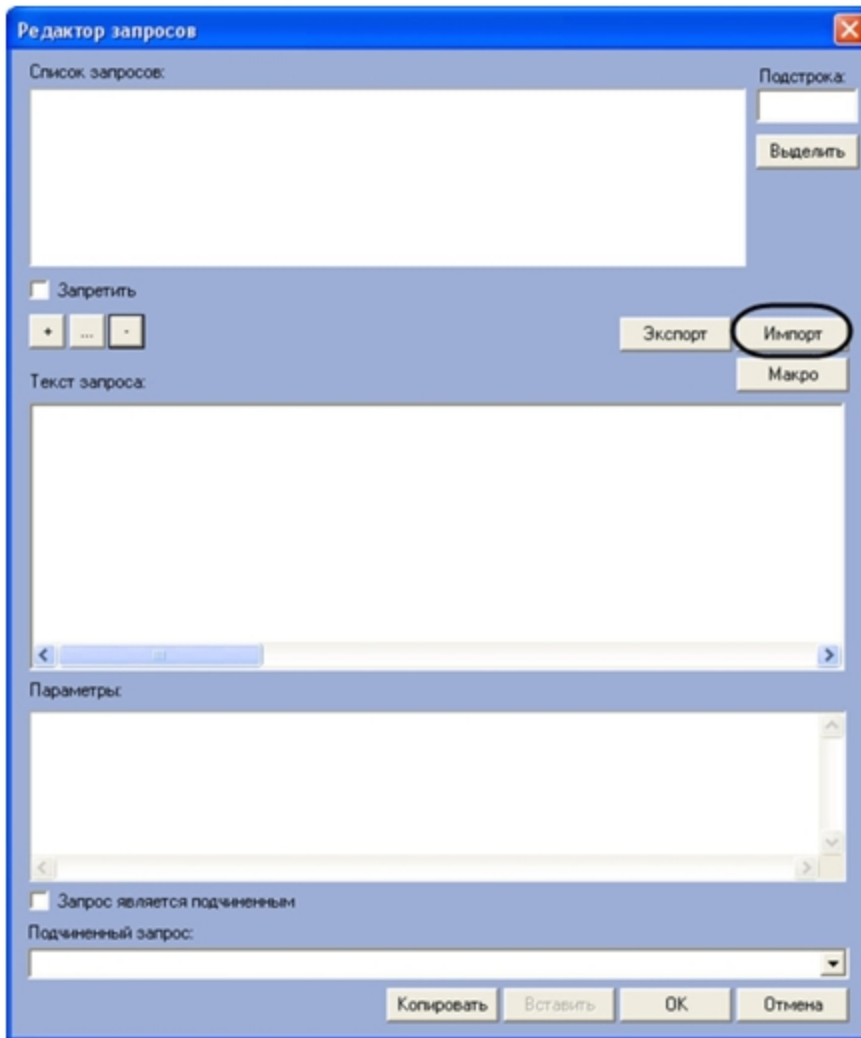 Редактор запросов
Список запросов:
Подстрока:
Выделить
Запретить
+ ... -
Экспорт Импорт
Макро
Текст запроса:
Параметры:
Запрос является подчиненным
Подчиненный запрос:
Копировать Вставить OK Отмена